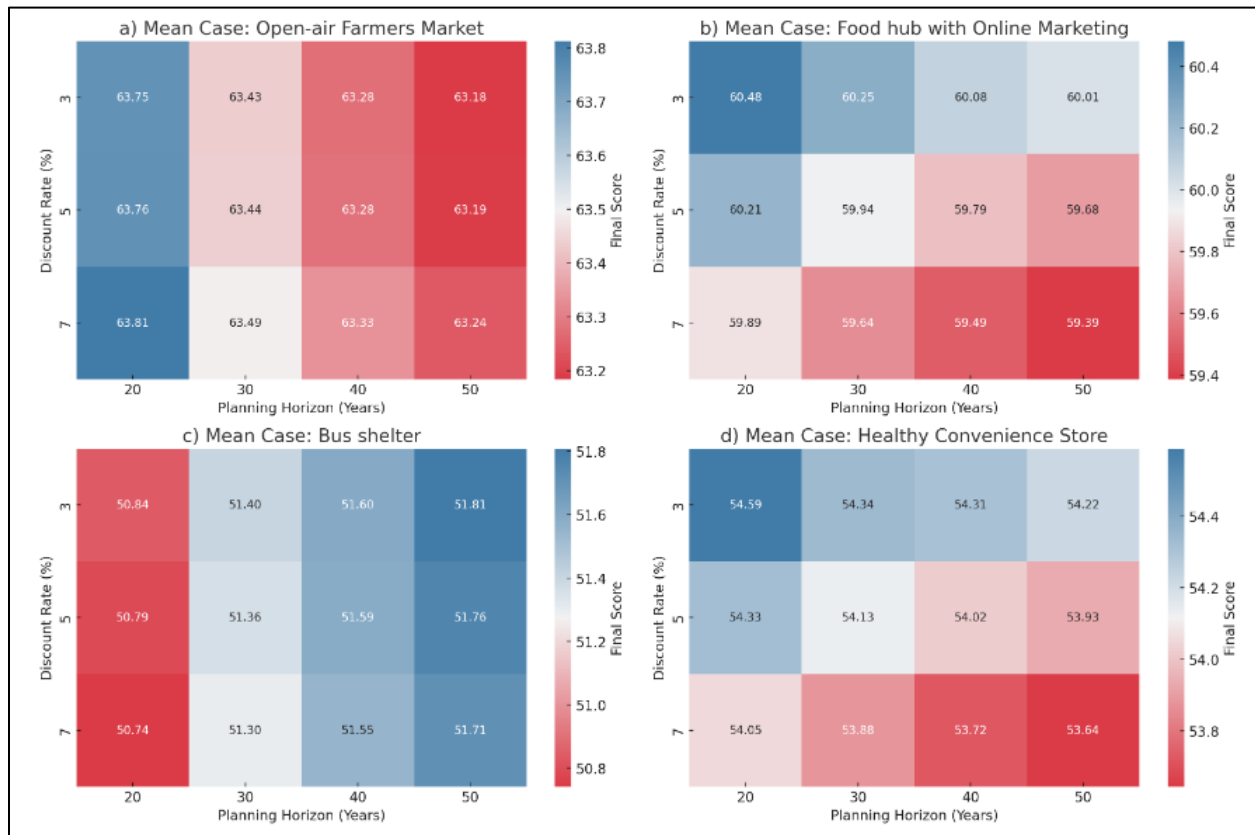 a) Mean Case: Open-air Farmers Market
Discount Rate (%)
3
5
7
63.75 63.43 63.28 63.18
63.76 63.44 63.28 63.19
63.81 63.49 63.33 63.24
20 30 40 50
Planning Horizon (Years)
63.8
63.7
63.6
63.5
63.4
63.3
63.2
Final Score
b) Mean Case: Food hub with Online Marketing
Discount Rate (%)
3
5
7
60.48 60.25 60.08 60.01
60.21 59.94 59.79 59.68
59.89 59.64 59.49 59.39
20 30 40 50
Planning Horizon (Years)
60.4
60.2
60.0
59.8
59.6
59.4
Final Score
c) Mean Case: Bus shelter
Discount Rate (%)
3
5
7
50.84 51.40 51.60 51.81
50.79 51.36 51.59 51.76
50.74 51.30 51.55 51.71
20 30 40 50
Planning Horizon (Years)
51.8
51.6
51.4
51.2
51.0
50.8
Final Score
d) Mean Case: Healthy Convenience Store
Discount Rate (%)
3
5
7
54.59 54.34 54.31 54.22
54.33 54.13 54.02 53.93
54.05 53.88 53.72 53.64
20 30 40 50
Planning Horizon (Years)
54.4
54.2
54.0
53.8
Final Score